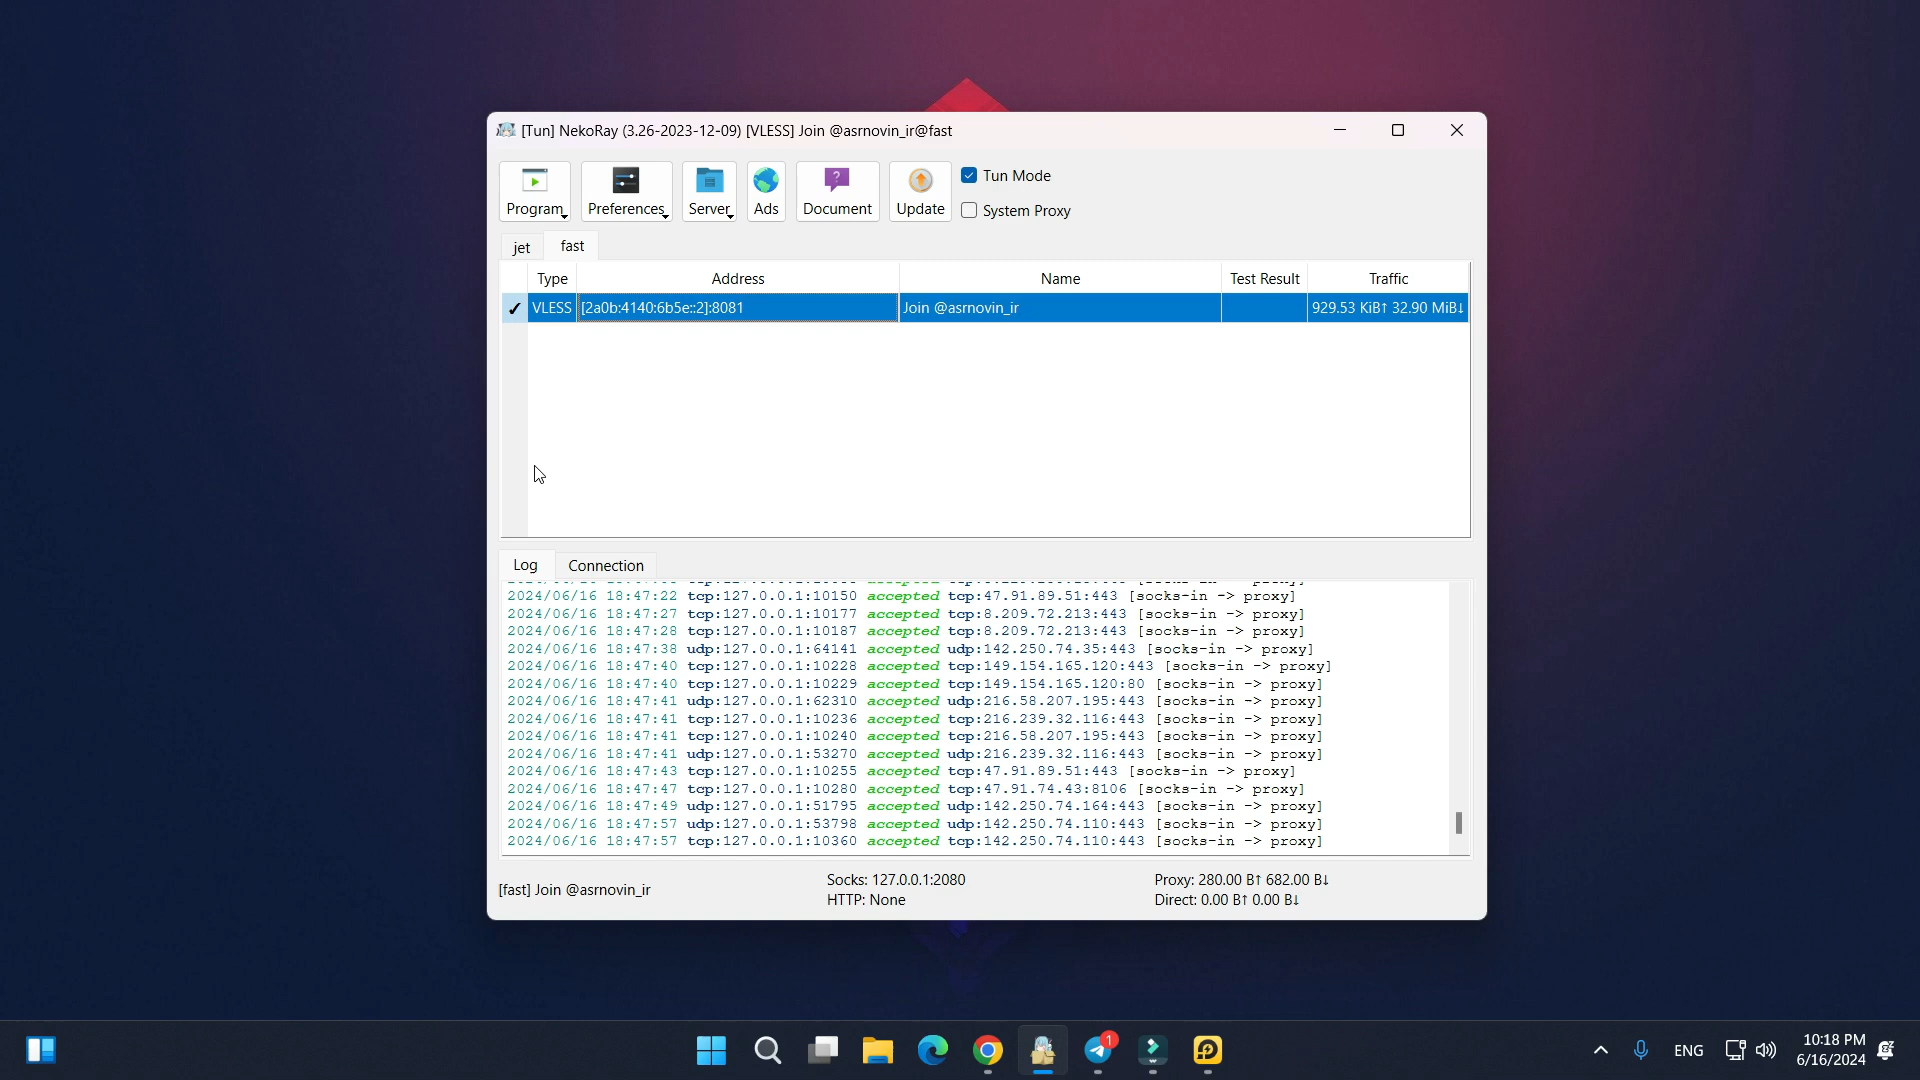 [Tun] NekoRay (3.26-2023-12-09) [VLESS] Join @asrnovin_ir@fast
Program
Preferences
Server
Ads
Document
Update
Tun Mode
System Proxy
jet
fast
Type Address Name Test Result Traffic
VLESS [2a0b:4140:6b5e::2]:8081 Join @asrnovin_ir 929.53 KiB↑ 32.90 MiB↓
Log
Connection
2024/06/16 18:47:22 tcp:127.0.0.1:10150 accepted tcp:47.91.89.51:443 [socks-in -> proxy]
2024/06/16 18:47:27 tcp:127.0.0.1:10177 accepted tcp:8.209.72.213:443 [socks-in -> proxy]
2024/06/16 18:47:28 tcp:127.0.0.1:10187 accepted tcp:8.209.72.213:443 [socks-in -> proxy]
2024/06/16 18:47:38 udp:127.0.0.1:64141 accepted udp:142.250.74.35:443 [socks-in -> proxy]
2024/06/16 18:47:40 tcp:127.0.0.1:10228 accepted tcp:149.154.165.120:443 [socks-in -> proxy]
2024/06/16 18:47:40 tcp:127.0.0.1:10229 accepted tcp:149.154.165.120:80 [socks-in -> proxy]
2024/06/16 18:47:41 udp:127.0.0.1:62310 accepted udp:216.58.207.195:443 [socks-in -> proxy]
2024/06/16 18:47:41 tcp:127.0.0.1:10236 accepted tcp:216.239.32.116:443 [socks-in -> proxy]
2024/06/16 18:47:41 tcp:127.0.0.1:10240 accepted tcp:216.58.207.195:443 [socks-in -> proxy]
2024/06/16 18:47:41 udp:127.0.0.1:53270 accepted udp:216.239.32.116:443 [socks-in -> proxy]
2024/06/16 18:47:43 tcp:127.0.0.1:10255 accepted tcp:47.91.89.51:443 [socks-in -> proxy]
2024/06/16 18:47:47 tcp:127.0.0.1:10280 accepted tcp:47.91.74.43:8106 [socks-in -> proxy]
2024/06/16 18:47:49 udp:127.0.0.1:51795 accepted udp:142.250.74.164:443 [socks-in -> proxy]
2024/06/16 18:47:57 udp:127.0.0.1:53798 accepted udp:142.250.74.110:443 [socks-in -> proxy]
2024/06/16 18:47:57 tcp:127.0.0.1:10360 accepted tcp:142.250.74.110:443 [socks-in -> proxy]
[fast] Join @asrnovin_ir
Socks: 127.0.0.1:2080
HTTP: None
Proxy: 280.00 B↑ 682.00 B↓
Direct: 0.00 B↑ 0.00 B↓
1
ENG
10:18 PM
6/16/2024